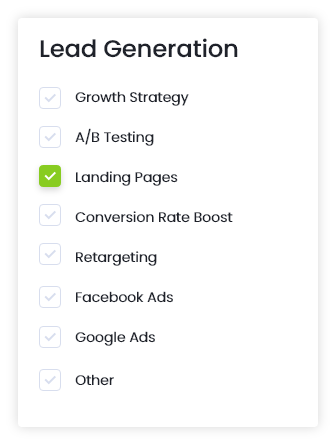 Lead Generation
Growth Strategy
A/B Testing
Landing Pages
Conversion Rate Boost
Retargeting
Facebook Ads
Google Ads
Other